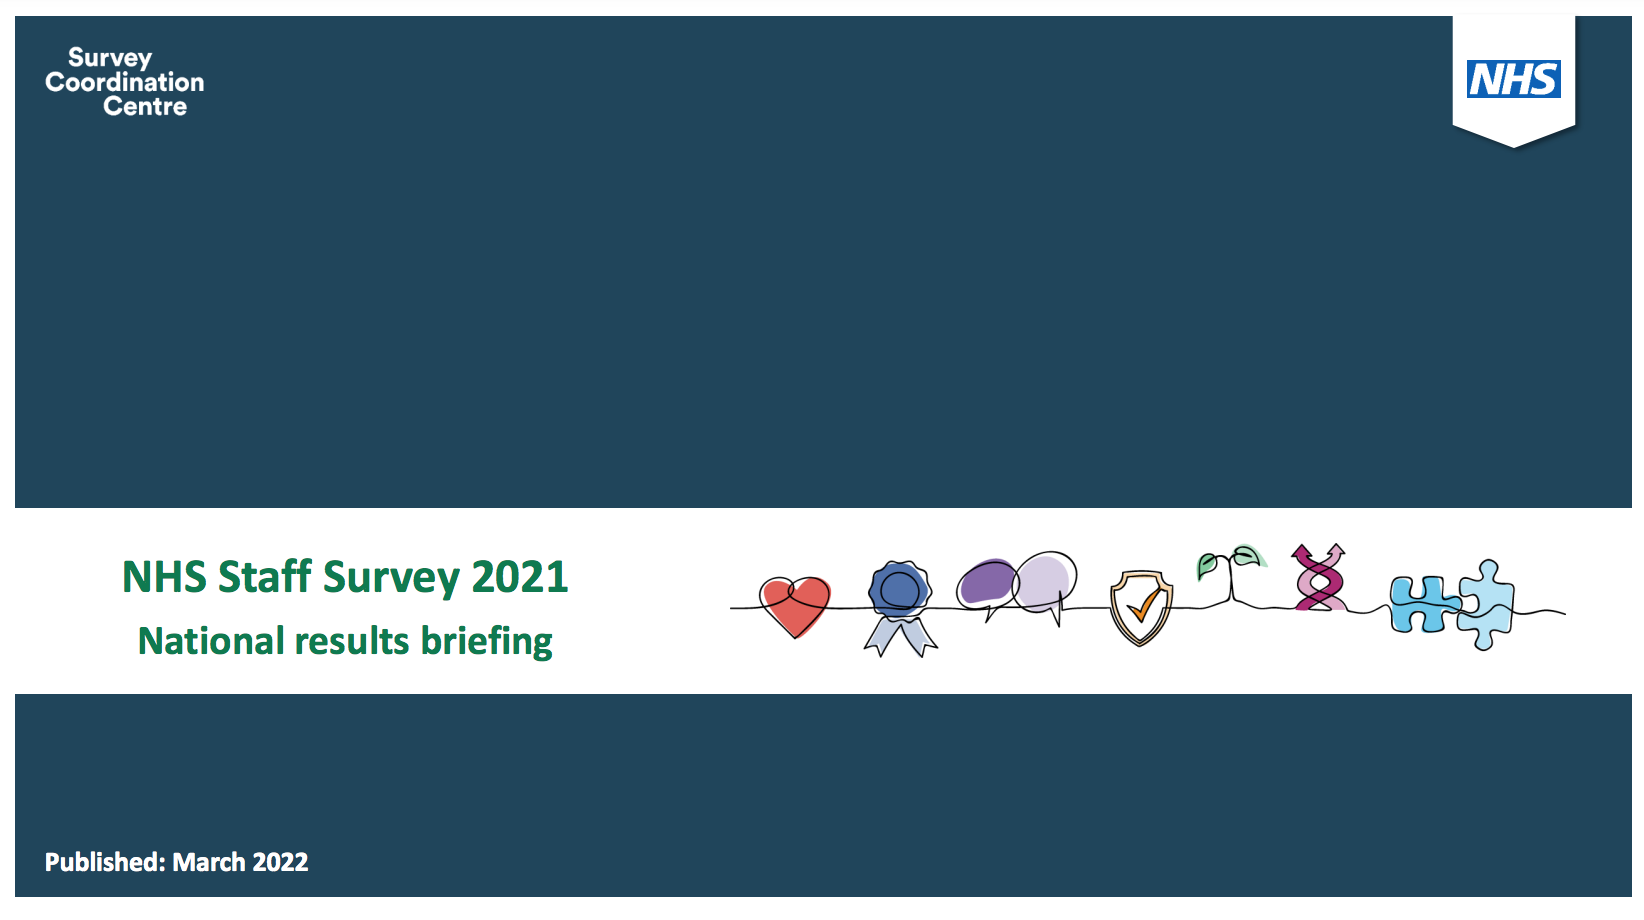 Survey
Coordination
Centre
NHS
NHS Staff Survey 2021
National results briefing
Published: March 2022